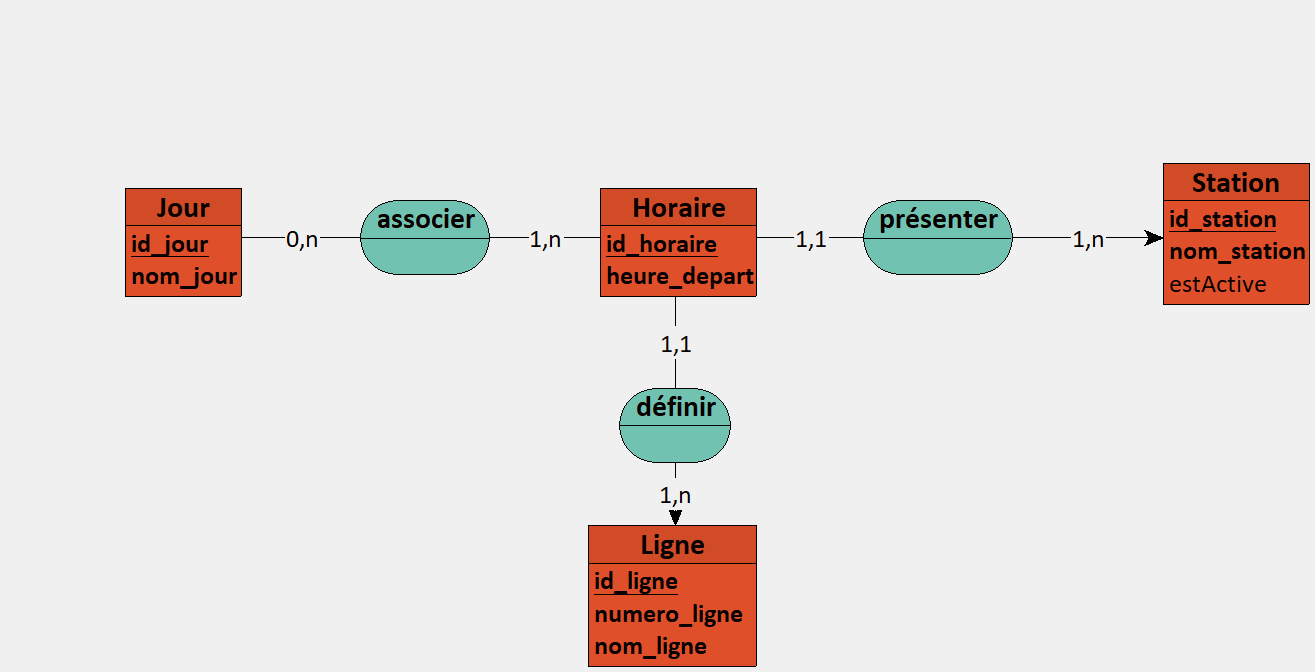 Jour
id_jour
nom_jour
0,n
associer
1,n
Horaire
id_horaire
heure_depart
1,1
présenter
1,n
Station
id_station
nom_station
estActive
1,1
définir
1,n
Ligne
id_ligne
numero_ligne
nom_ligne